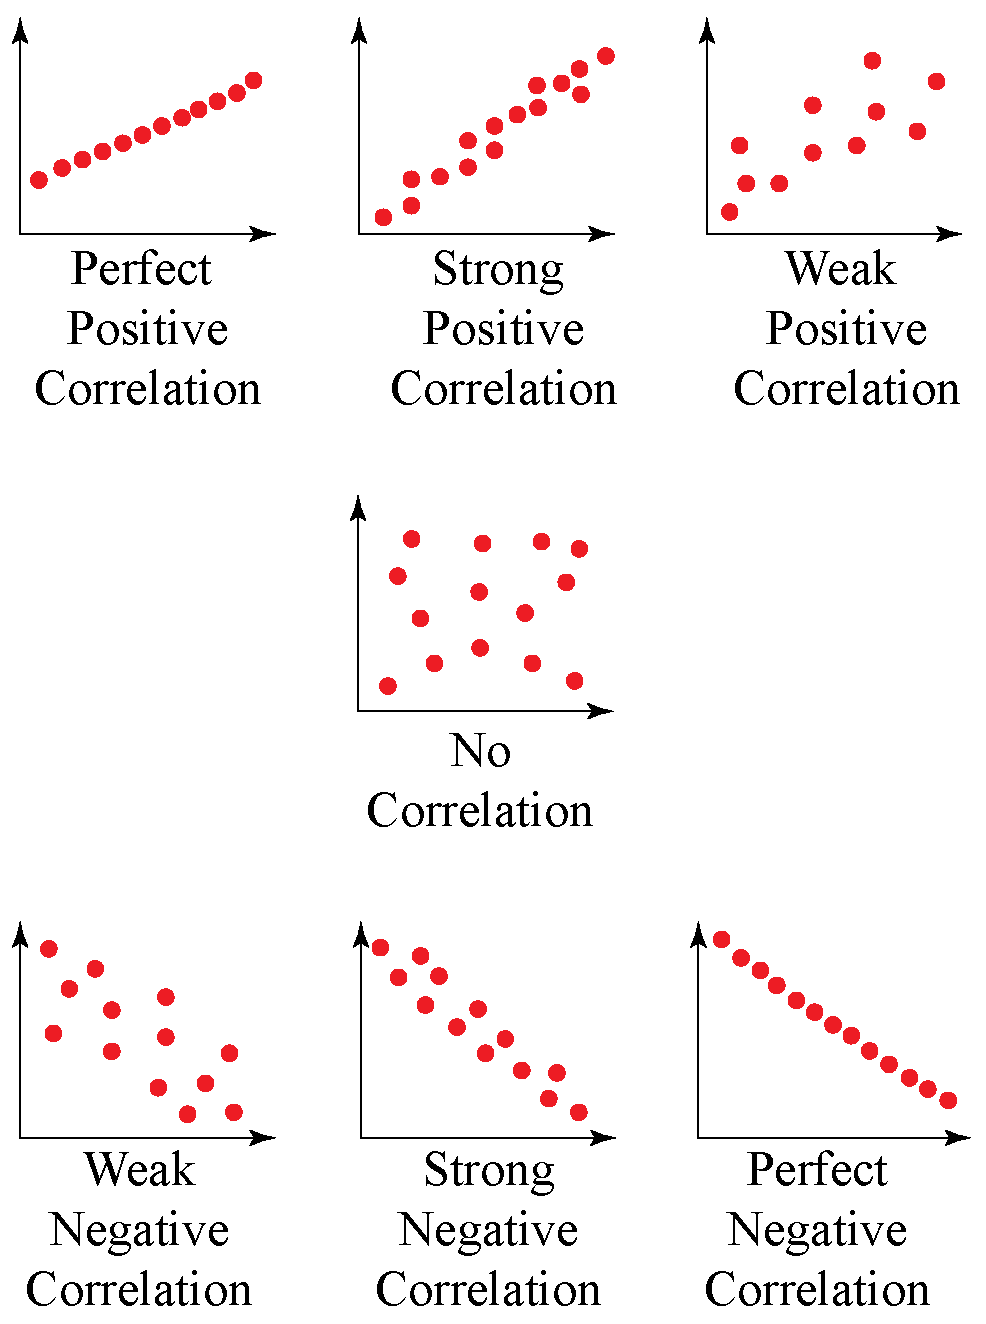 Perfect
Positive
Correlation
Strong
Positive
Correlation
Weak
Positive
Correlation
No
Correlation
Weak
Negative
Correlation
Strong
Negative
Correlation
Perfect
Negative
Correlation